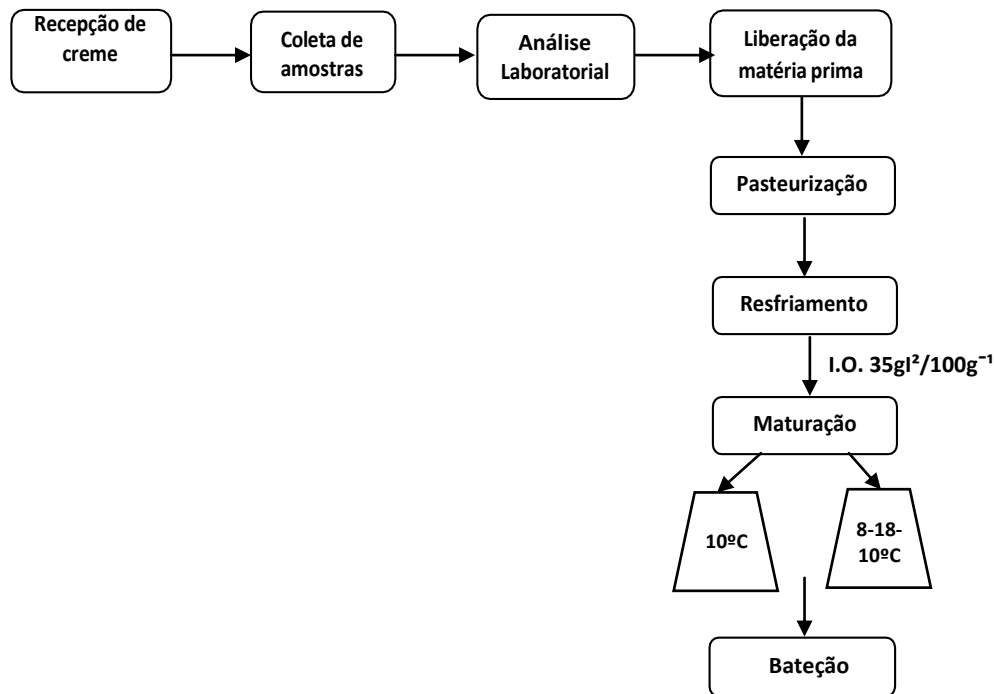 Recepção de
creme
Coleta de
amostras
Análise
Laboratorial
Liberação da
matéria prima
Pasteurização
Resfriamento
I.O. 35gI²/100g⁻¹
Maturação
10ºC
8-18-
10ºC
Bateção